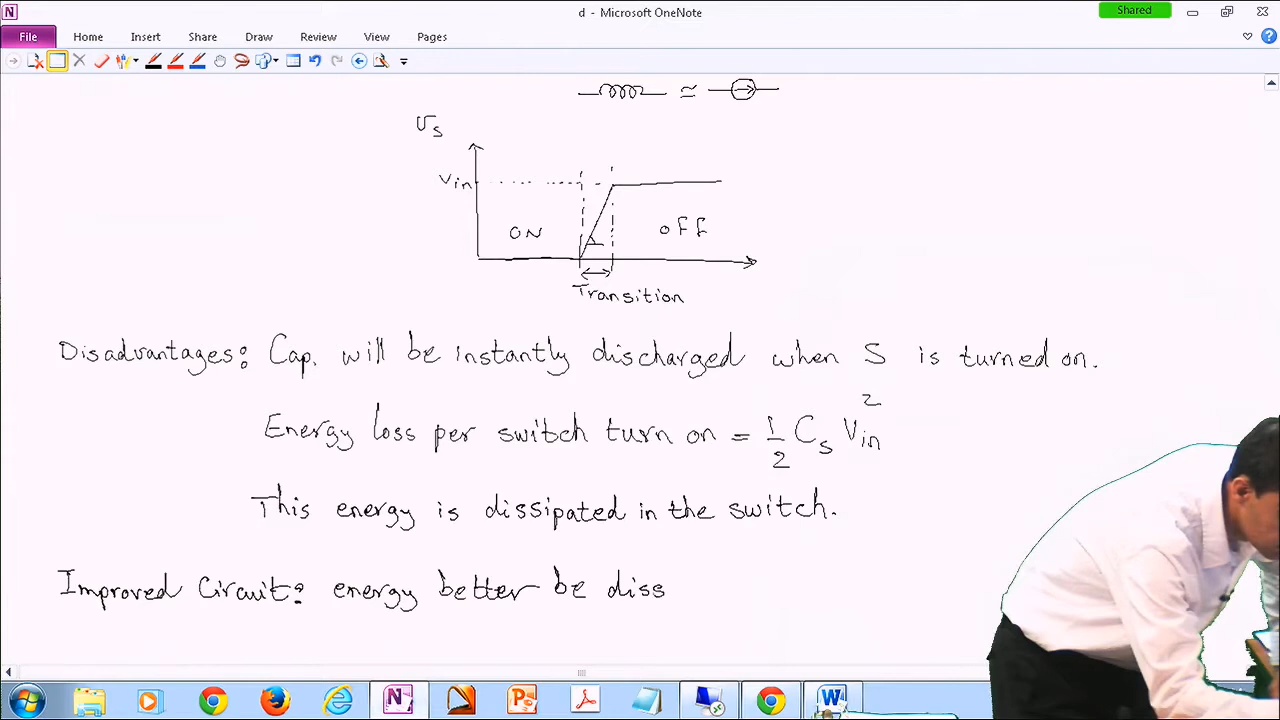 d - Microsoft OneNote
Shared
File Home Insert Share Draw Review View Pages
Vs
Vin
ON
OFF
Transition
Disadvantages: Cap. will be instantly discharged when S is turned on.
Energy loss per switch turn on = 1/2 Cs Vin²
This energy is dissipated in the switch.
Improved Circuit: energy better be diss